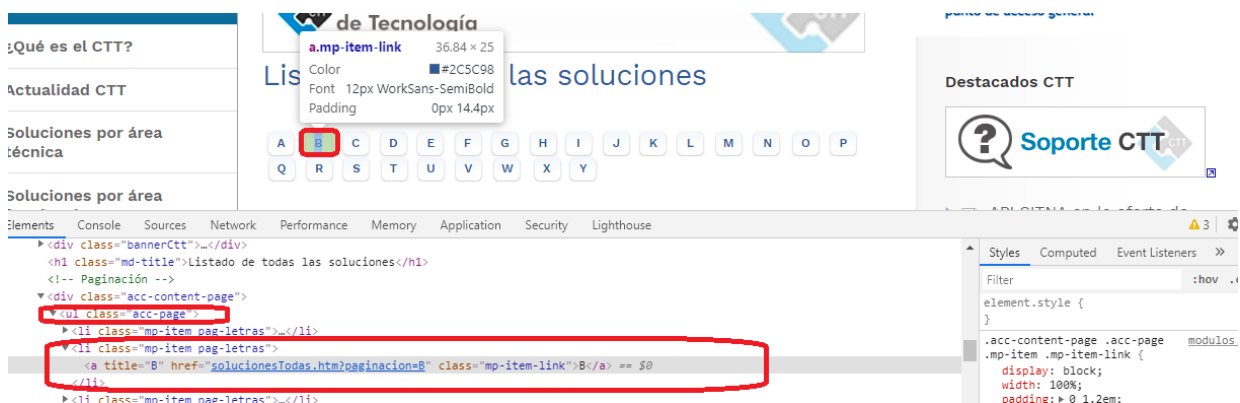 de Tecnología
punto de acceso general
¿Qué es el CTT?
a.mp-item-link 36.84 × 25
Color #2C5C98
Font 12px WorkSans-SemiBold
Padding 0px 14.4px
Lis las soluciones
Destacados CTT
Actualidad CTT
Soluciones por área
técnica
A B C D E F G H I J K L M N O P
Q R S T U V W X Y
? Soporte CTT
Soluciones por área
Elements Console Sources Network Performance Memory Application Security Lighthouse 3
<div class="bannerCtt">…</div>
<h1 class="md-title">Listado de todas las soluciones</h1>
<!-- Paginación -->
<div class="acc-content-page">
<ul class="acc-page">
<li class="mp-item pag-letras">…</li>
<li class="mp-item pag-letras">
<a title="B" href="solucionesTodas.htm?paginacion=B" class="mp-item-link">B</a> == $0
</li>
<li class="mp-item pag-letras">…</li>
Styles Computed Event Listeners »
Filter :hov
element.style {
}
.acc-content-page .acc-page modulos.
.mp-item .mp-item-link {
display: block;
width: 100%;
padding: 0 1.2em;